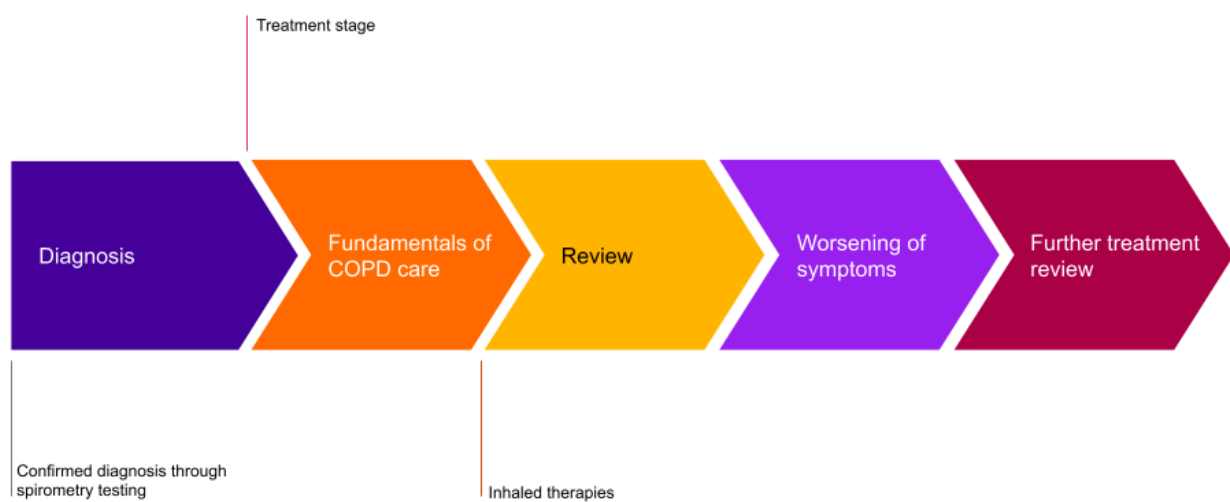 Treatment stage
Diagnosis
Fundamentals of
COPD care
Review
Worsening of
symptoms
Further treatment
review
Confirmed diagnosis through
spirometry testing
Inhaled therapies